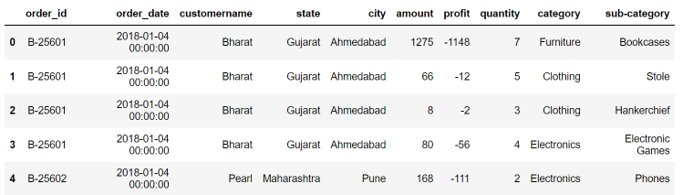 order_id order_date customername state city amount profit quantity category sub-category
0 B-25601 2018-01-04 00:00:00 Bharat Gujarat Ahmedabad 1275 -1148 7 Furniture Bookcases
1 B-25601 2018-01-04 00:00:00 Bharat Gujarat Ahmedabad 66 -12 5 Clothing Stole
2 B-25601 2018-01-04 00:00:00 Bharat Gujarat Ahmedabad 8 -2 3 Clothing Hankerchief
3 B-25601 2018-01-04 00:00:00 Bharat Gujarat Ahmedabad 80 -56 4 Electronics Electronic Games
4 B-25602 2018-01-04 00:00:00 Pearl Maharashtra Pune 168 -111 2 Electronics Phones